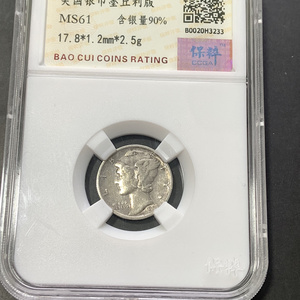 美国银币墨丘利版
MS61 含银量90%
B0020H3233
17.8*1.2mm*2.5g
保粹
BAO CUI COINS RATING